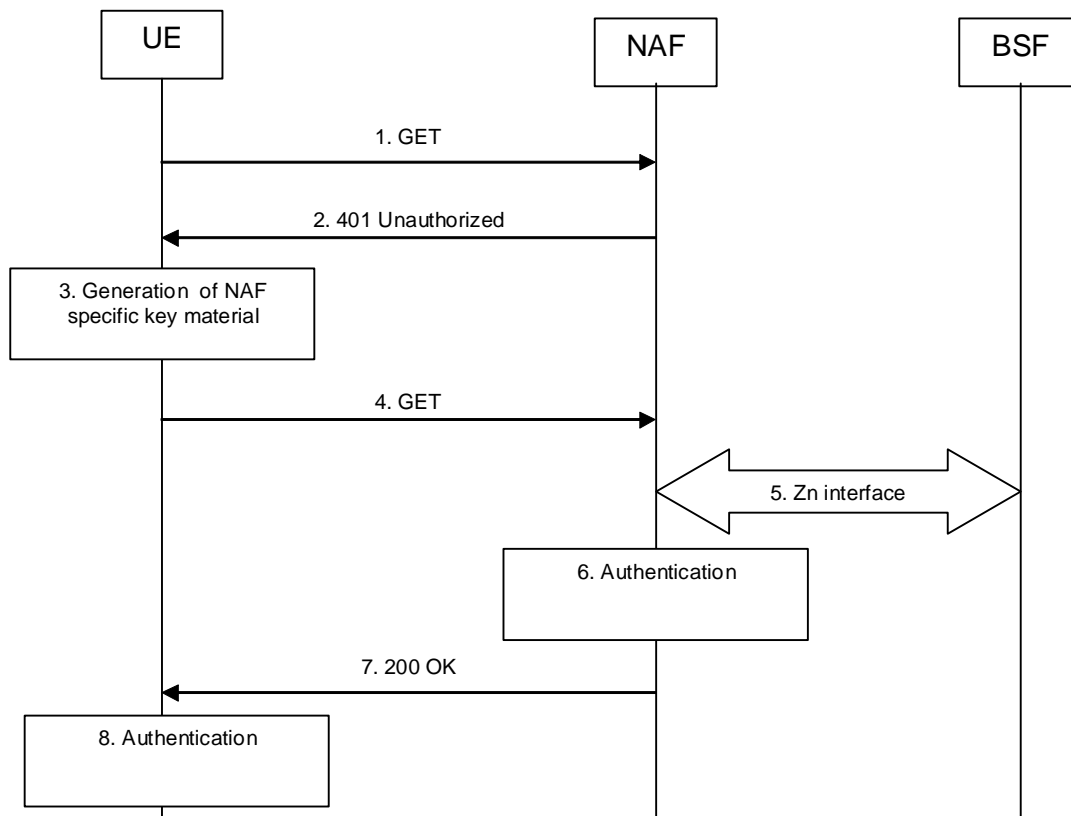 UE
NAF
BSF
1. GET
2. 401 Unauthorized
3. Generation of NAF
specific key material
4. GET
5. Zn interface
6. Authentication
7. 200 OK
8. Authentication